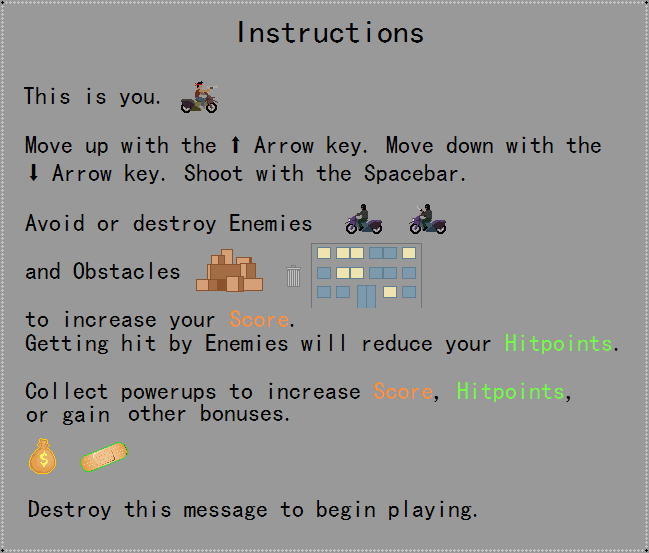 Instructions
This is you.
Move up with the ⬆ Arrow key. Move down with the
⬇ Arrow key. Shoot with the Spacebar.
Avoid or destroy Enemies
and Obstacles
to increase your Score.
Getting hit by Enemies will reduce your Hitpoints.
Collect powerups to increase Score, Hitpoints,
or gain other bonuses.
$
Destroy this message to begin playing.